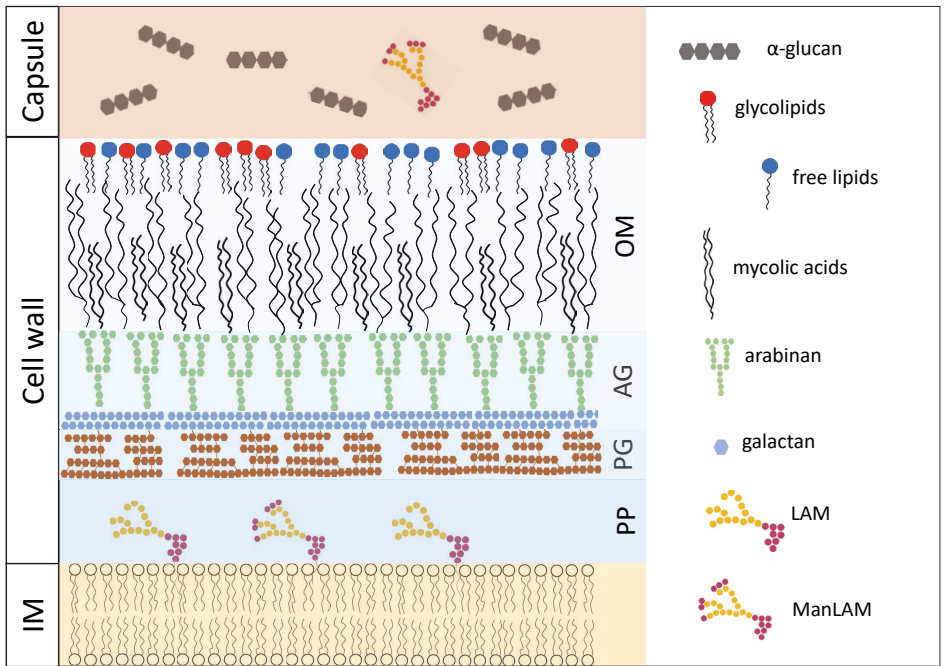 Capsule
Cell wall
IM
OM
AG
PG
PP
α-glucan
glycolipids
free lipids
mycolic acids
arabinan
galactan
LAM
ManLAM